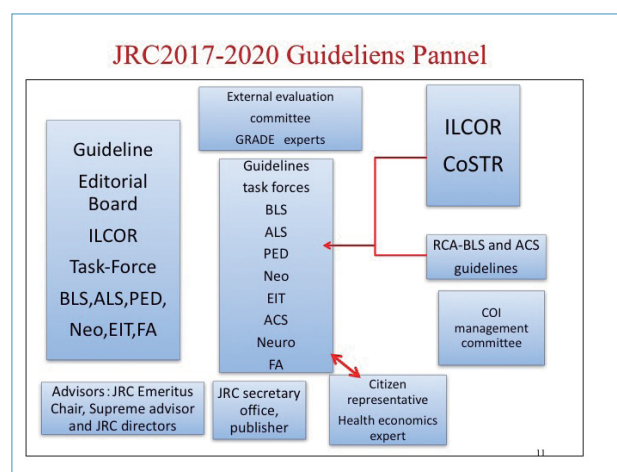 JRC2017-2020 Guideliens Pannel
Guideline
Editorial
Board
ILCOR
Task-Force
BLS,ALS,PED,
Neo,EIT,FA
External evaluation
committee
GRADE experts
Guidelines
task forces
BLS
ALS
PED
Neo
EIT
ACS
Neuro
FA
ILCOR
CoSTR
RCA-BLS and ACS
guidelines
COI
management
committee
Advisors:JRC Emeritus
Chair, Supreme advisor
and JRC directors
JRC secretary
office,
publisher
Citizen
representative
Health economics
expert
11